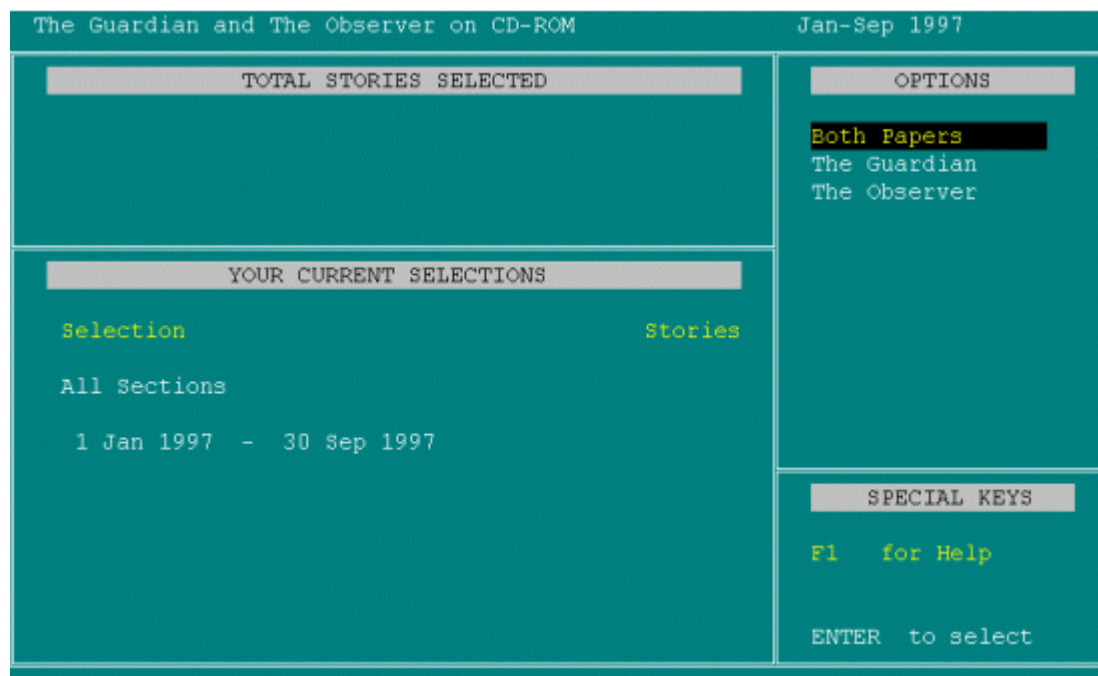 The Guardian and The Observer on CD-ROM Jan-Sep 1997
TOTAL STORIES SELECTED
YOUR CURRENT SELECTIONS
Selection Stories
All Sections
1 Jan 1997 - 30 Sep 1997
OPTIONS
Both Papers
The Guardian
The Observer
SPECIAL KEYS
F1 for Help
ENTER to select